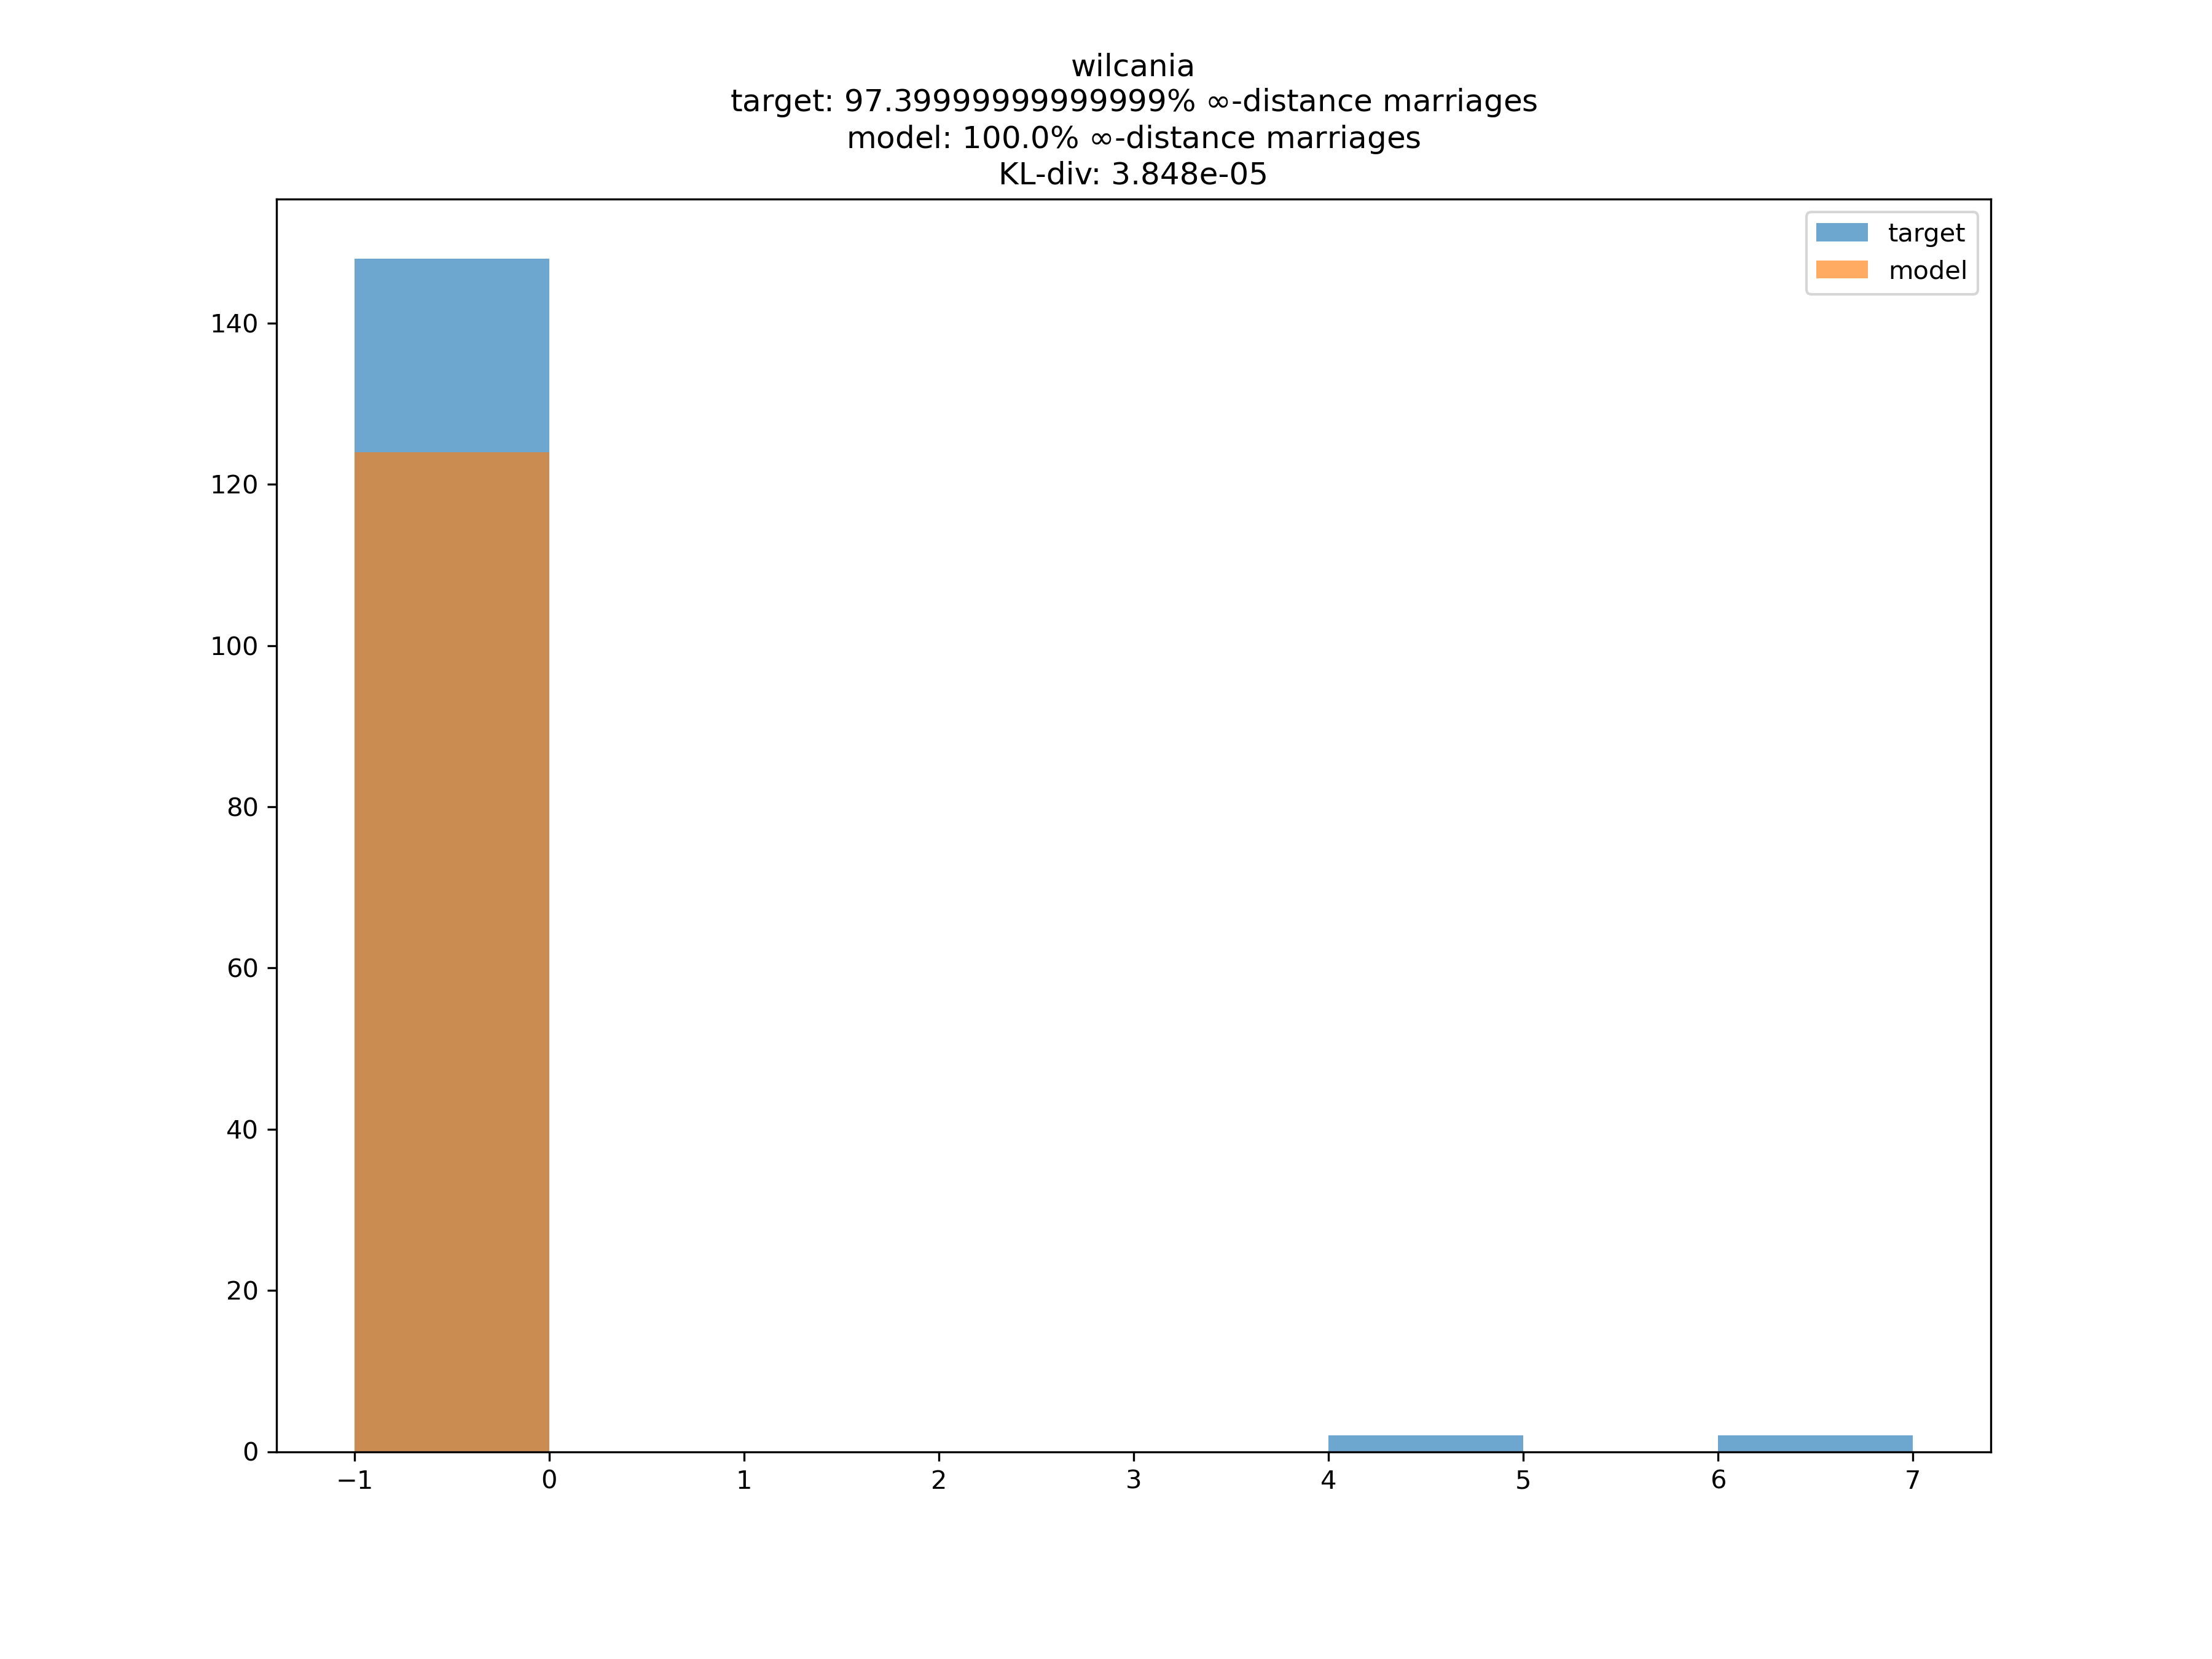 wilcania
target: 97.39999999999999% ∞-distance marriages
model: 100.0% ∞-distance marriages
KL-div: 3.848e-05
target
model
140
120
100
80
60
40
20
0
−1 0 1 2 3 4 5 6 7